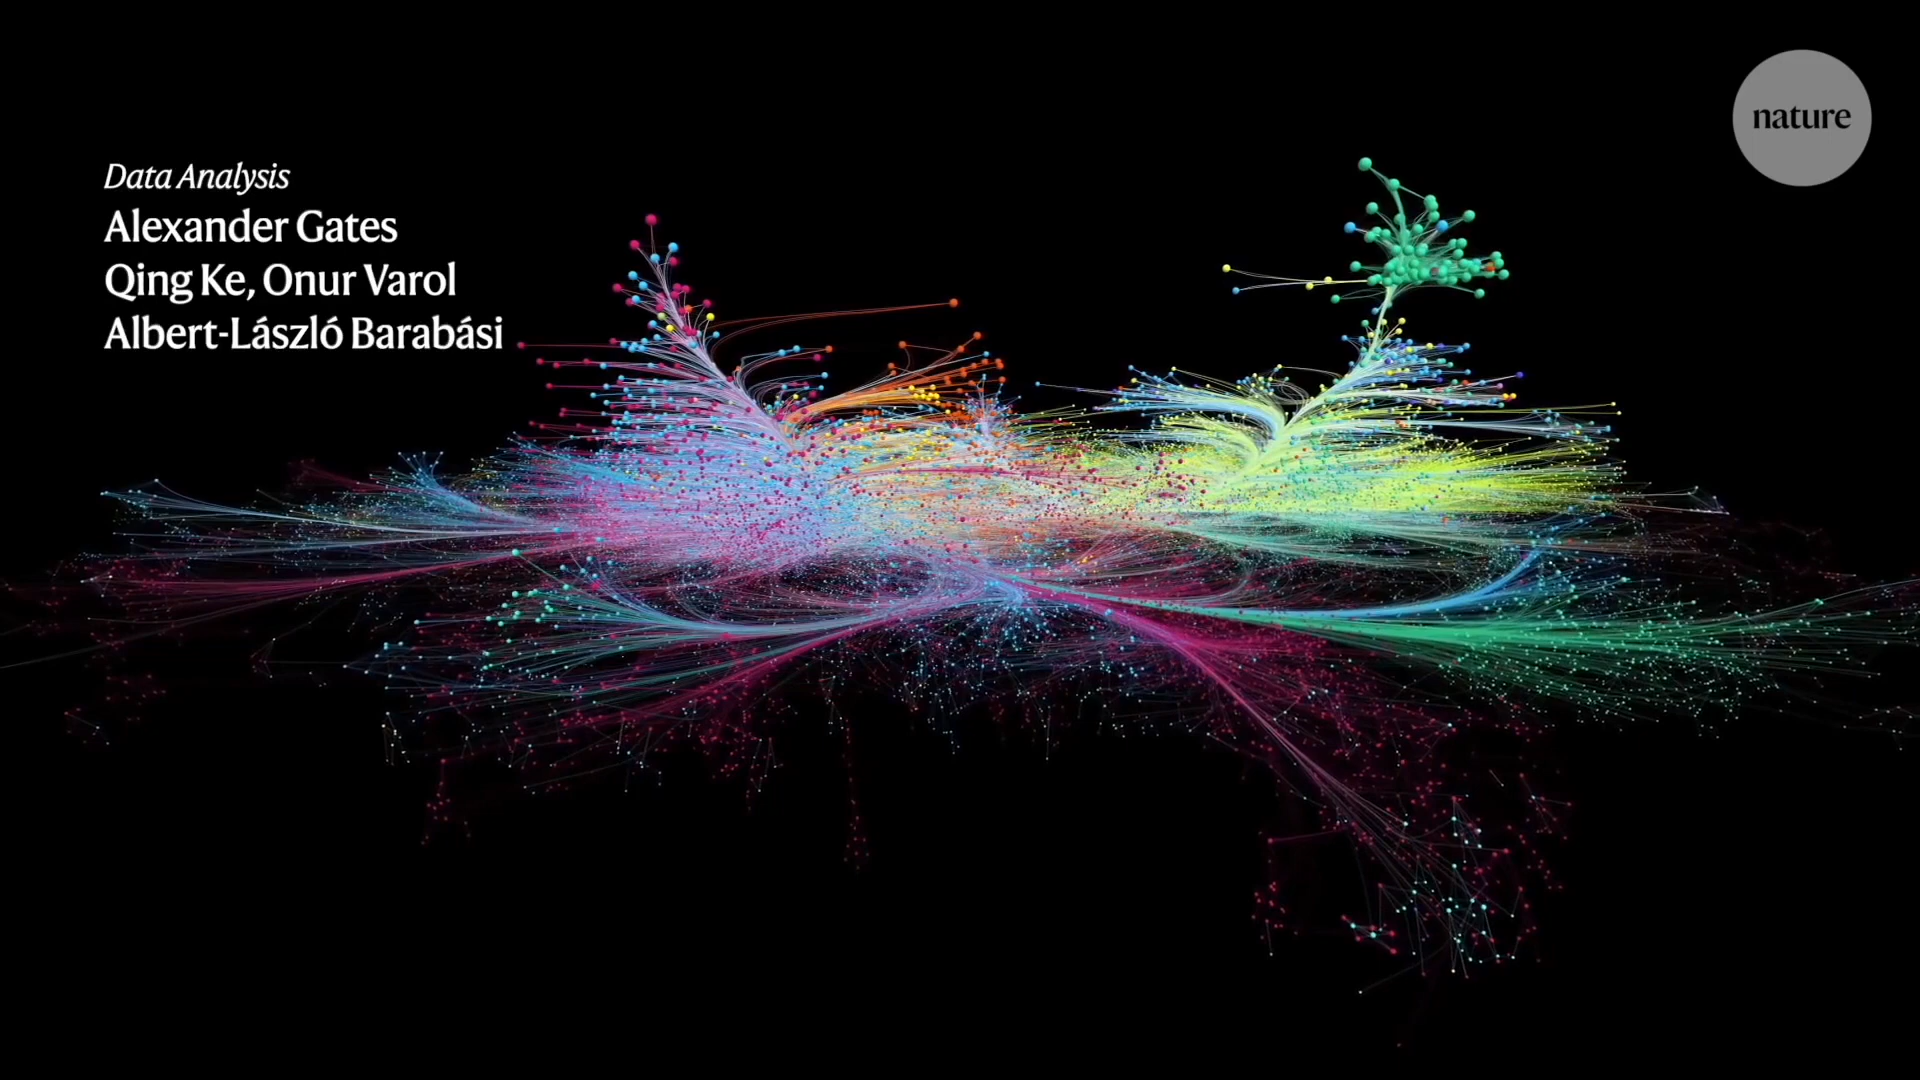 Data Analysis
Alexander Gates
Qing Ke, Onur Varol
Albert-László Barabási
nature